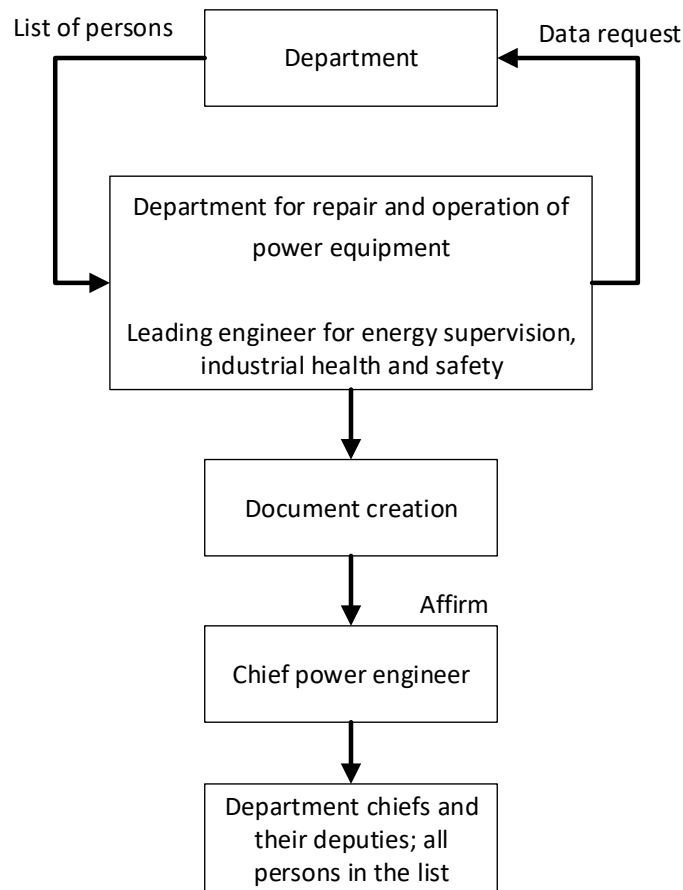 List of persons
Data request
Department
Department for repair and operation of
power equipment
Leading engineer for energy supervision,
industrial health and safety
Document creation
Affirm
Chief power engineer
Department chiefs and
their deputies; all
persons in the list